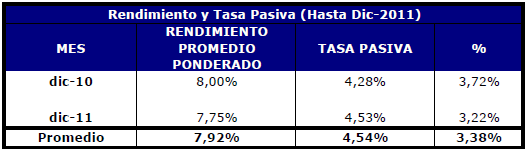 Rendimiento y Tasa Pasiva (Hasta Dic-2011)
MES RENDIMIENTO PROMEDIO PONDERADO TASA PASIVA %
dic-10 8,00% 4,28% 3,72%
dic-11 7,75% 4,53% 3,22%
Promedio 7,92% 4,54% 3,38%